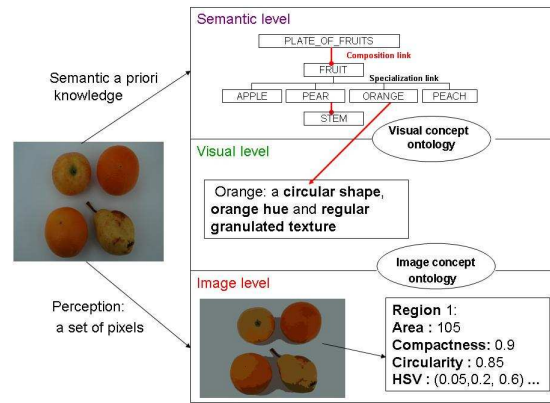 Semantic level
PLATE_OF_FRUITS
Composition link
FRUIT
Specialization link
APPLE PEAR ORANGE PEACH
STEM
Semantic a priori
knowledge
Visual concept
ontology
Visual level
Orange: a circular shape,
orange hue and regular
granulated texture
Image concept
ontology
Image level
Perception:
a set of pixels
Region 1:
Area : 105
Compactness: 0.9
Circularity : 0.85
HSV : (0.05,0.2, 0.6) ...